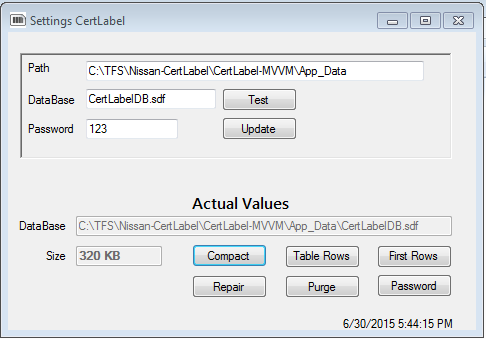 Settings CertLabel
Path C:\TFS\Nissan-CertLabel\CertLabel-MVVM\App_Data
DataBase CertLabelDB.sdf Test
Password 123 Update
Actual Values
DataBase C:\TFS\Nissan-CertLabel\CertLabel-MVVM\App_Data\CertLabelDB.sdf
Size 320 KB Compact Table Rows First Rows
Repair Purge Password
6/30/2015 5:44:15 PM